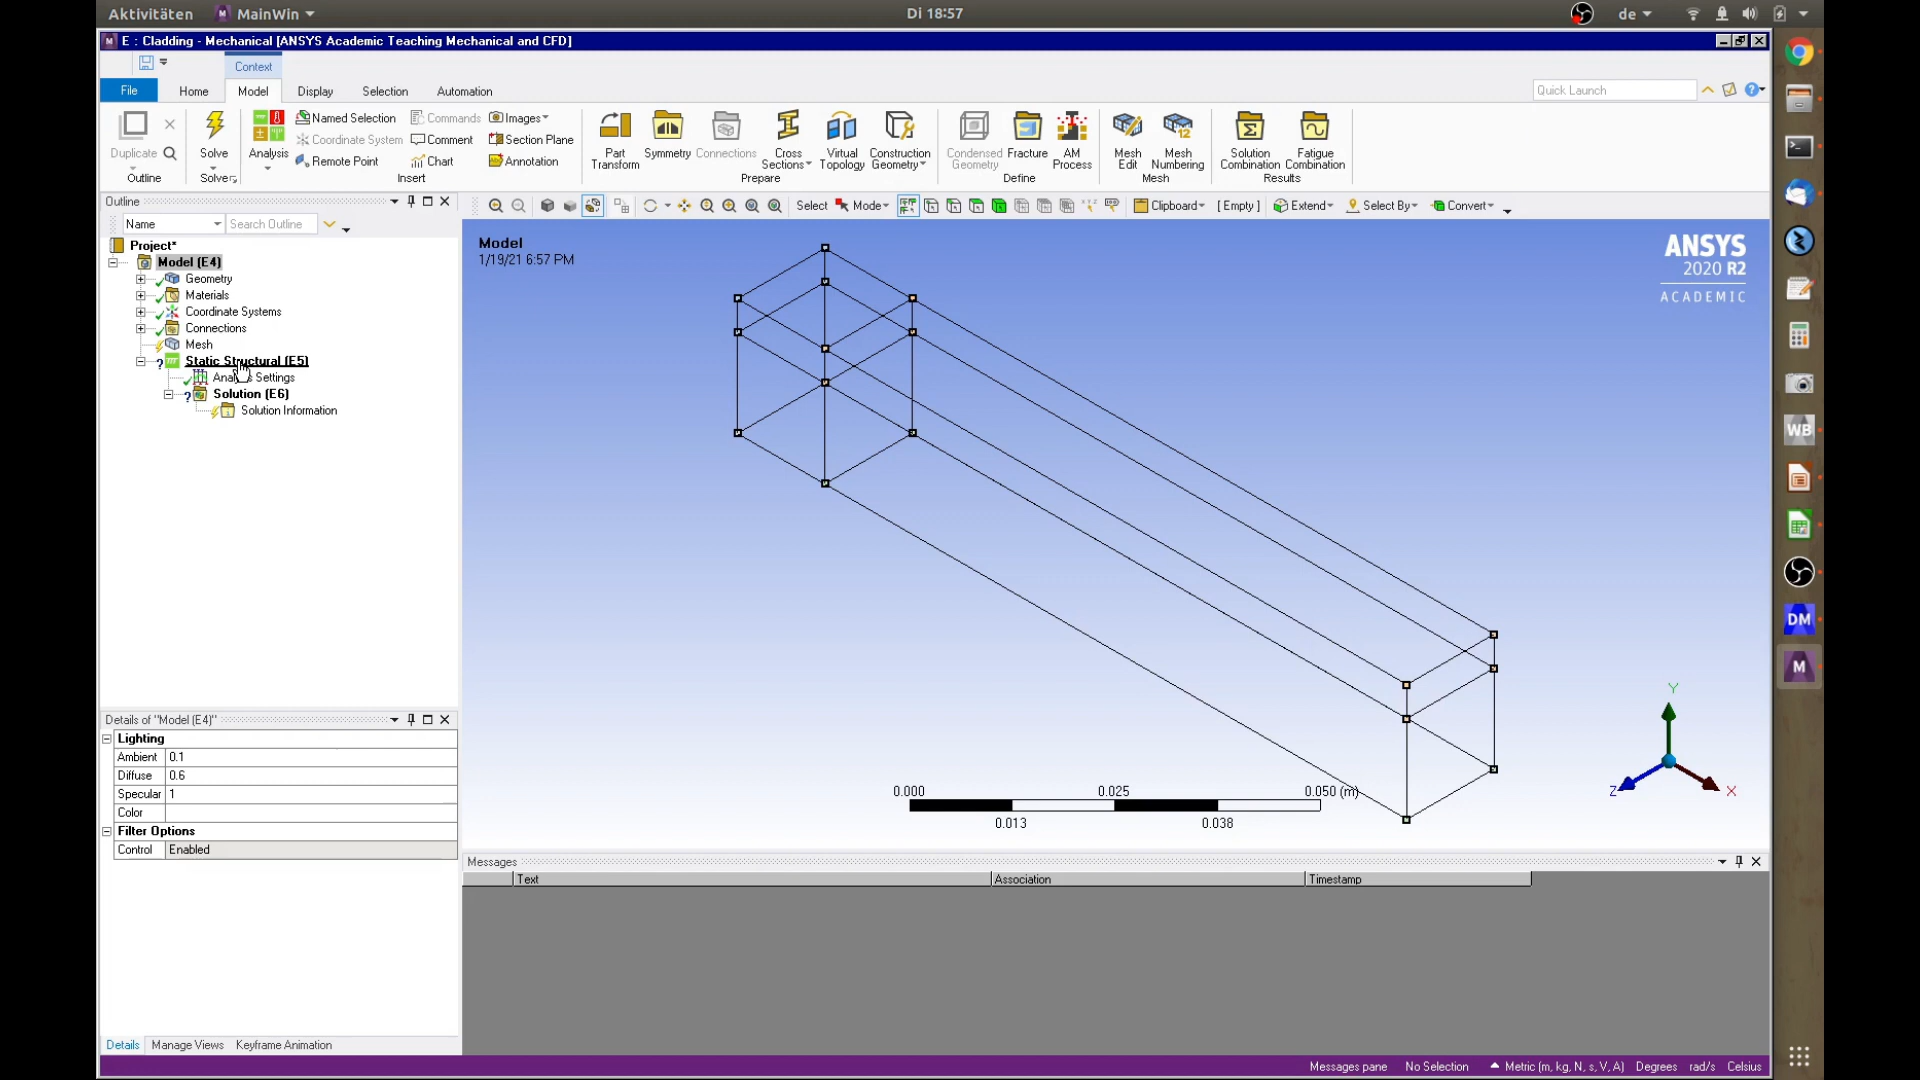 Aktivitäten MainWin Di 18:57 de
E : Cladding - Mechanical [ANSYS Academic Teaching Mechanical and CFD]
Context
File Home Model Display Selection Automation Quick Launch
Duplicate Solve Analysis Named Selection Commands Images
Coordinate System Comment Section Plane
Remote Point Chart Annotation
Part Transform Symmetry Connections Cross Sections Virtual Topology Construction Geometry Condensed Geometry Fracture AM Process Mesh Edit Mesh Numbering Solution Combination Fatigue Combination
Outline Solver Insert Prepare Define Mesh Results
Outline
Name Search Outline
Select Mode Clipboard [ Empty ] Extend Select By Convert
Project*
Model (E4)
Geometry
Materials
Coordinate Systems
Connections
Mesh
Static Structural (E5)
Analysis Settings
Solution (E6)
Solution Information
Model
1/19/21 6:57 PM
ANSYS
2020 R2
ACADEMIC
Y
Z
X
0.000 0.025 0.050 (m)
0.013 0.038
Details of "Model (E4)"
Lighting
Ambient 0.1
Diffuse 0.6
Specular 1
Color
Filter Options
Control Enabled
Messages
Text Association Timestamp
Details Manage Views Keyframe Animation
Messages pane No Selection Metric (m, kg, N, s, V, A) Degrees rad/s Celsius
WB
DM
M